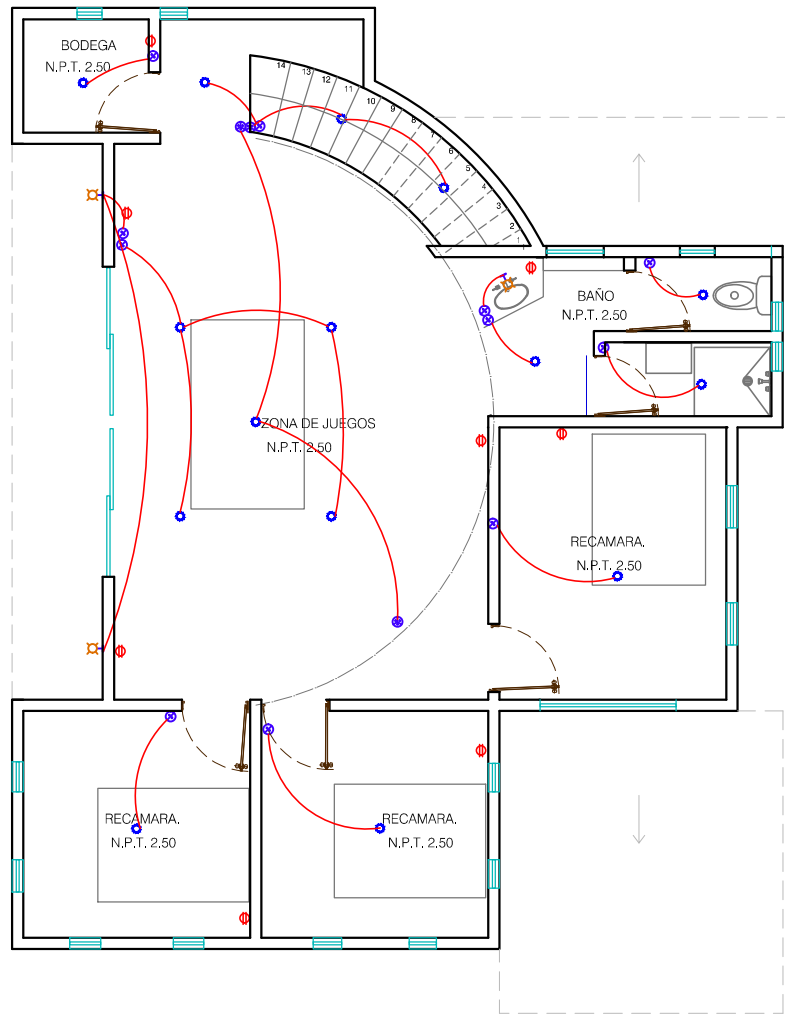 BODEGA
N.P.T. 2.50
14
13
12
11
10
9
8
7
6
5
4
3
2
1
BAÑO
N.P.T. 2.50
ZONA DE JUEGOS
N.P.T. 2.50
RECAMARA.
N.P.T. 2.50
RECAMARA.
N.P.T. 2.50
RECAMARA.
N.P.T. 2.50